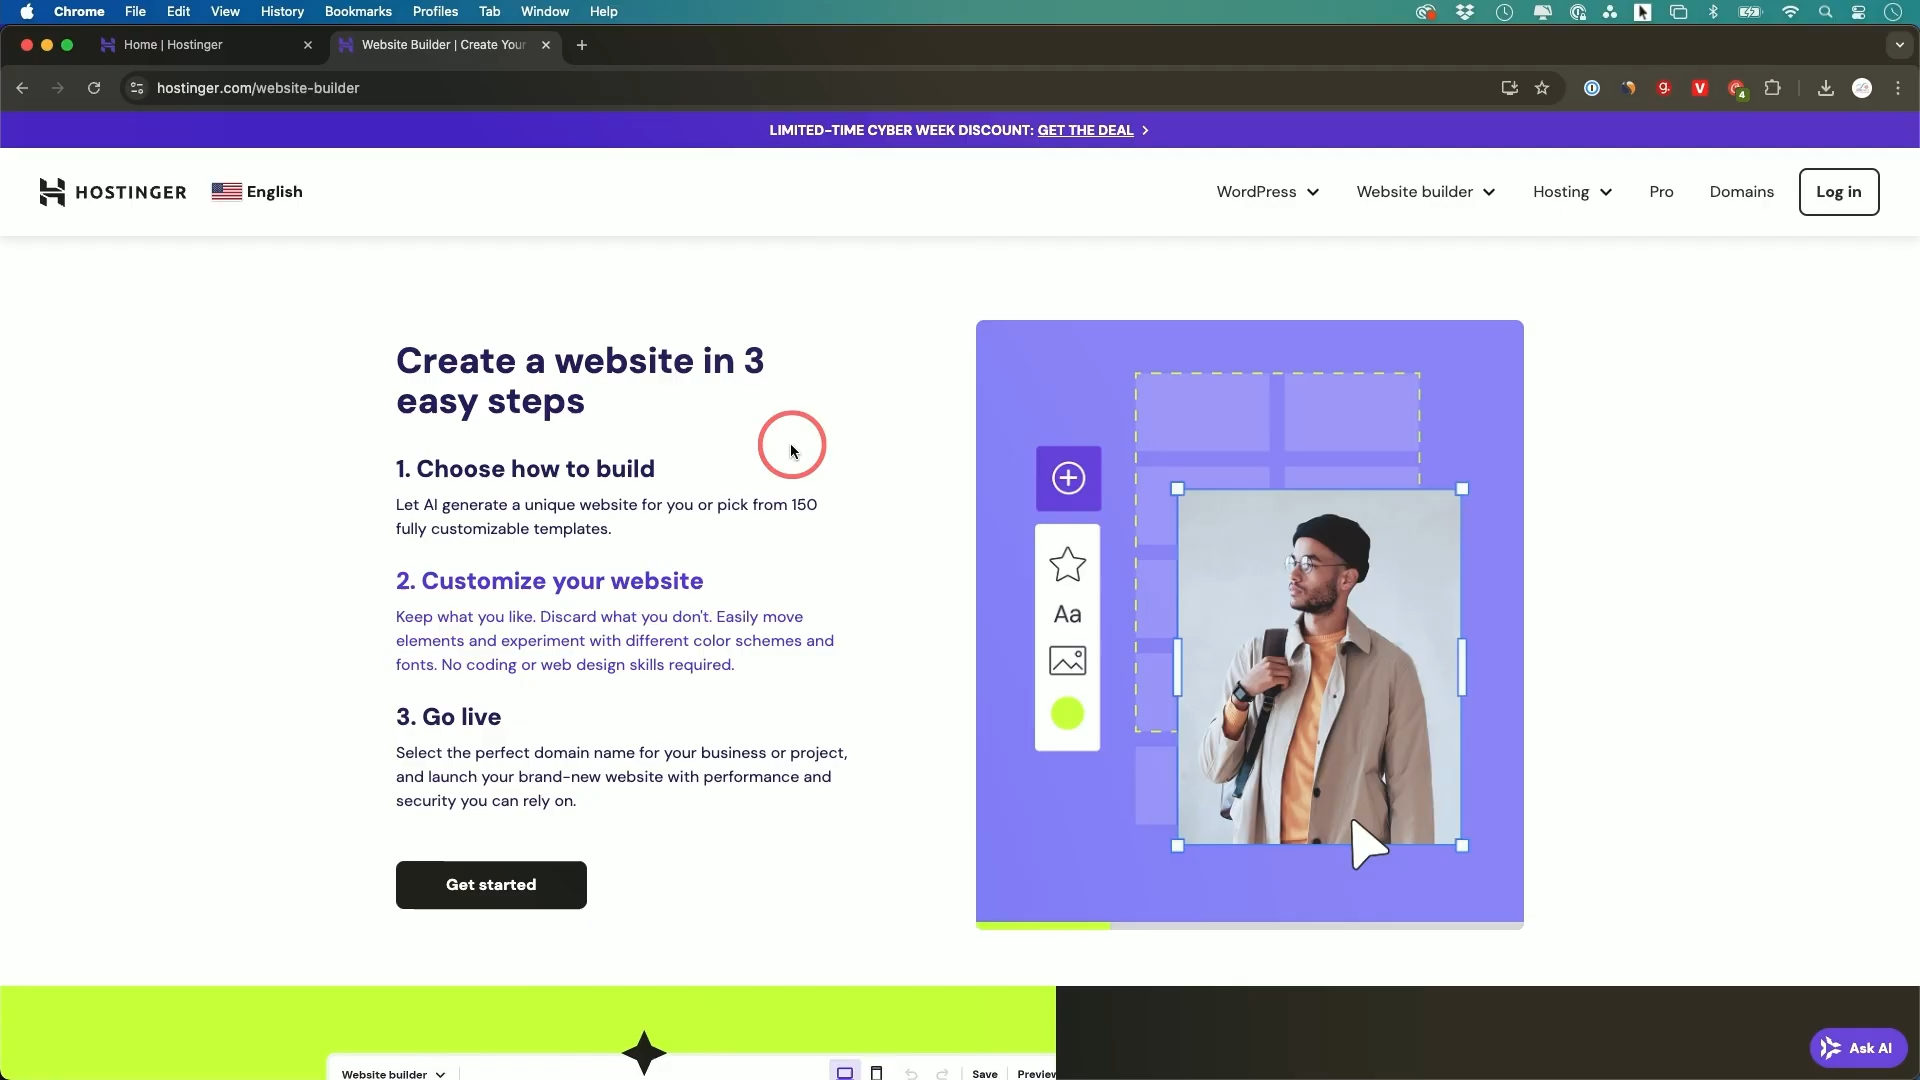 Chrome File Edit View History Bookmarks Profiles Tab Window Help
Home | Hostinger
Website Builder | Create Your
hostinger.com/website-builder
4
LIMITED-TIME CYBER WEEK DISCOUNT: GET THE DEAL
HOSTINGER
English
WordPress
Website builder
Hosting
Pro
Domains
Log in
Create a website in 3
easy steps
1. Choose how to build
Let AI generate a unique website for you or pick from 150
fully customizable templates.
2. Customize your website
Keep what you like. Discard what you don't. Easily move
elements and experiment with different color schemes and
fonts. No coding or web design skills required.
3. Go live
Select the perfect domain name for your business or project,
and launch your brand-new website with performance and
security you can rely on.
Get started
Aa
Website builder
Save
Preview
Ask AI